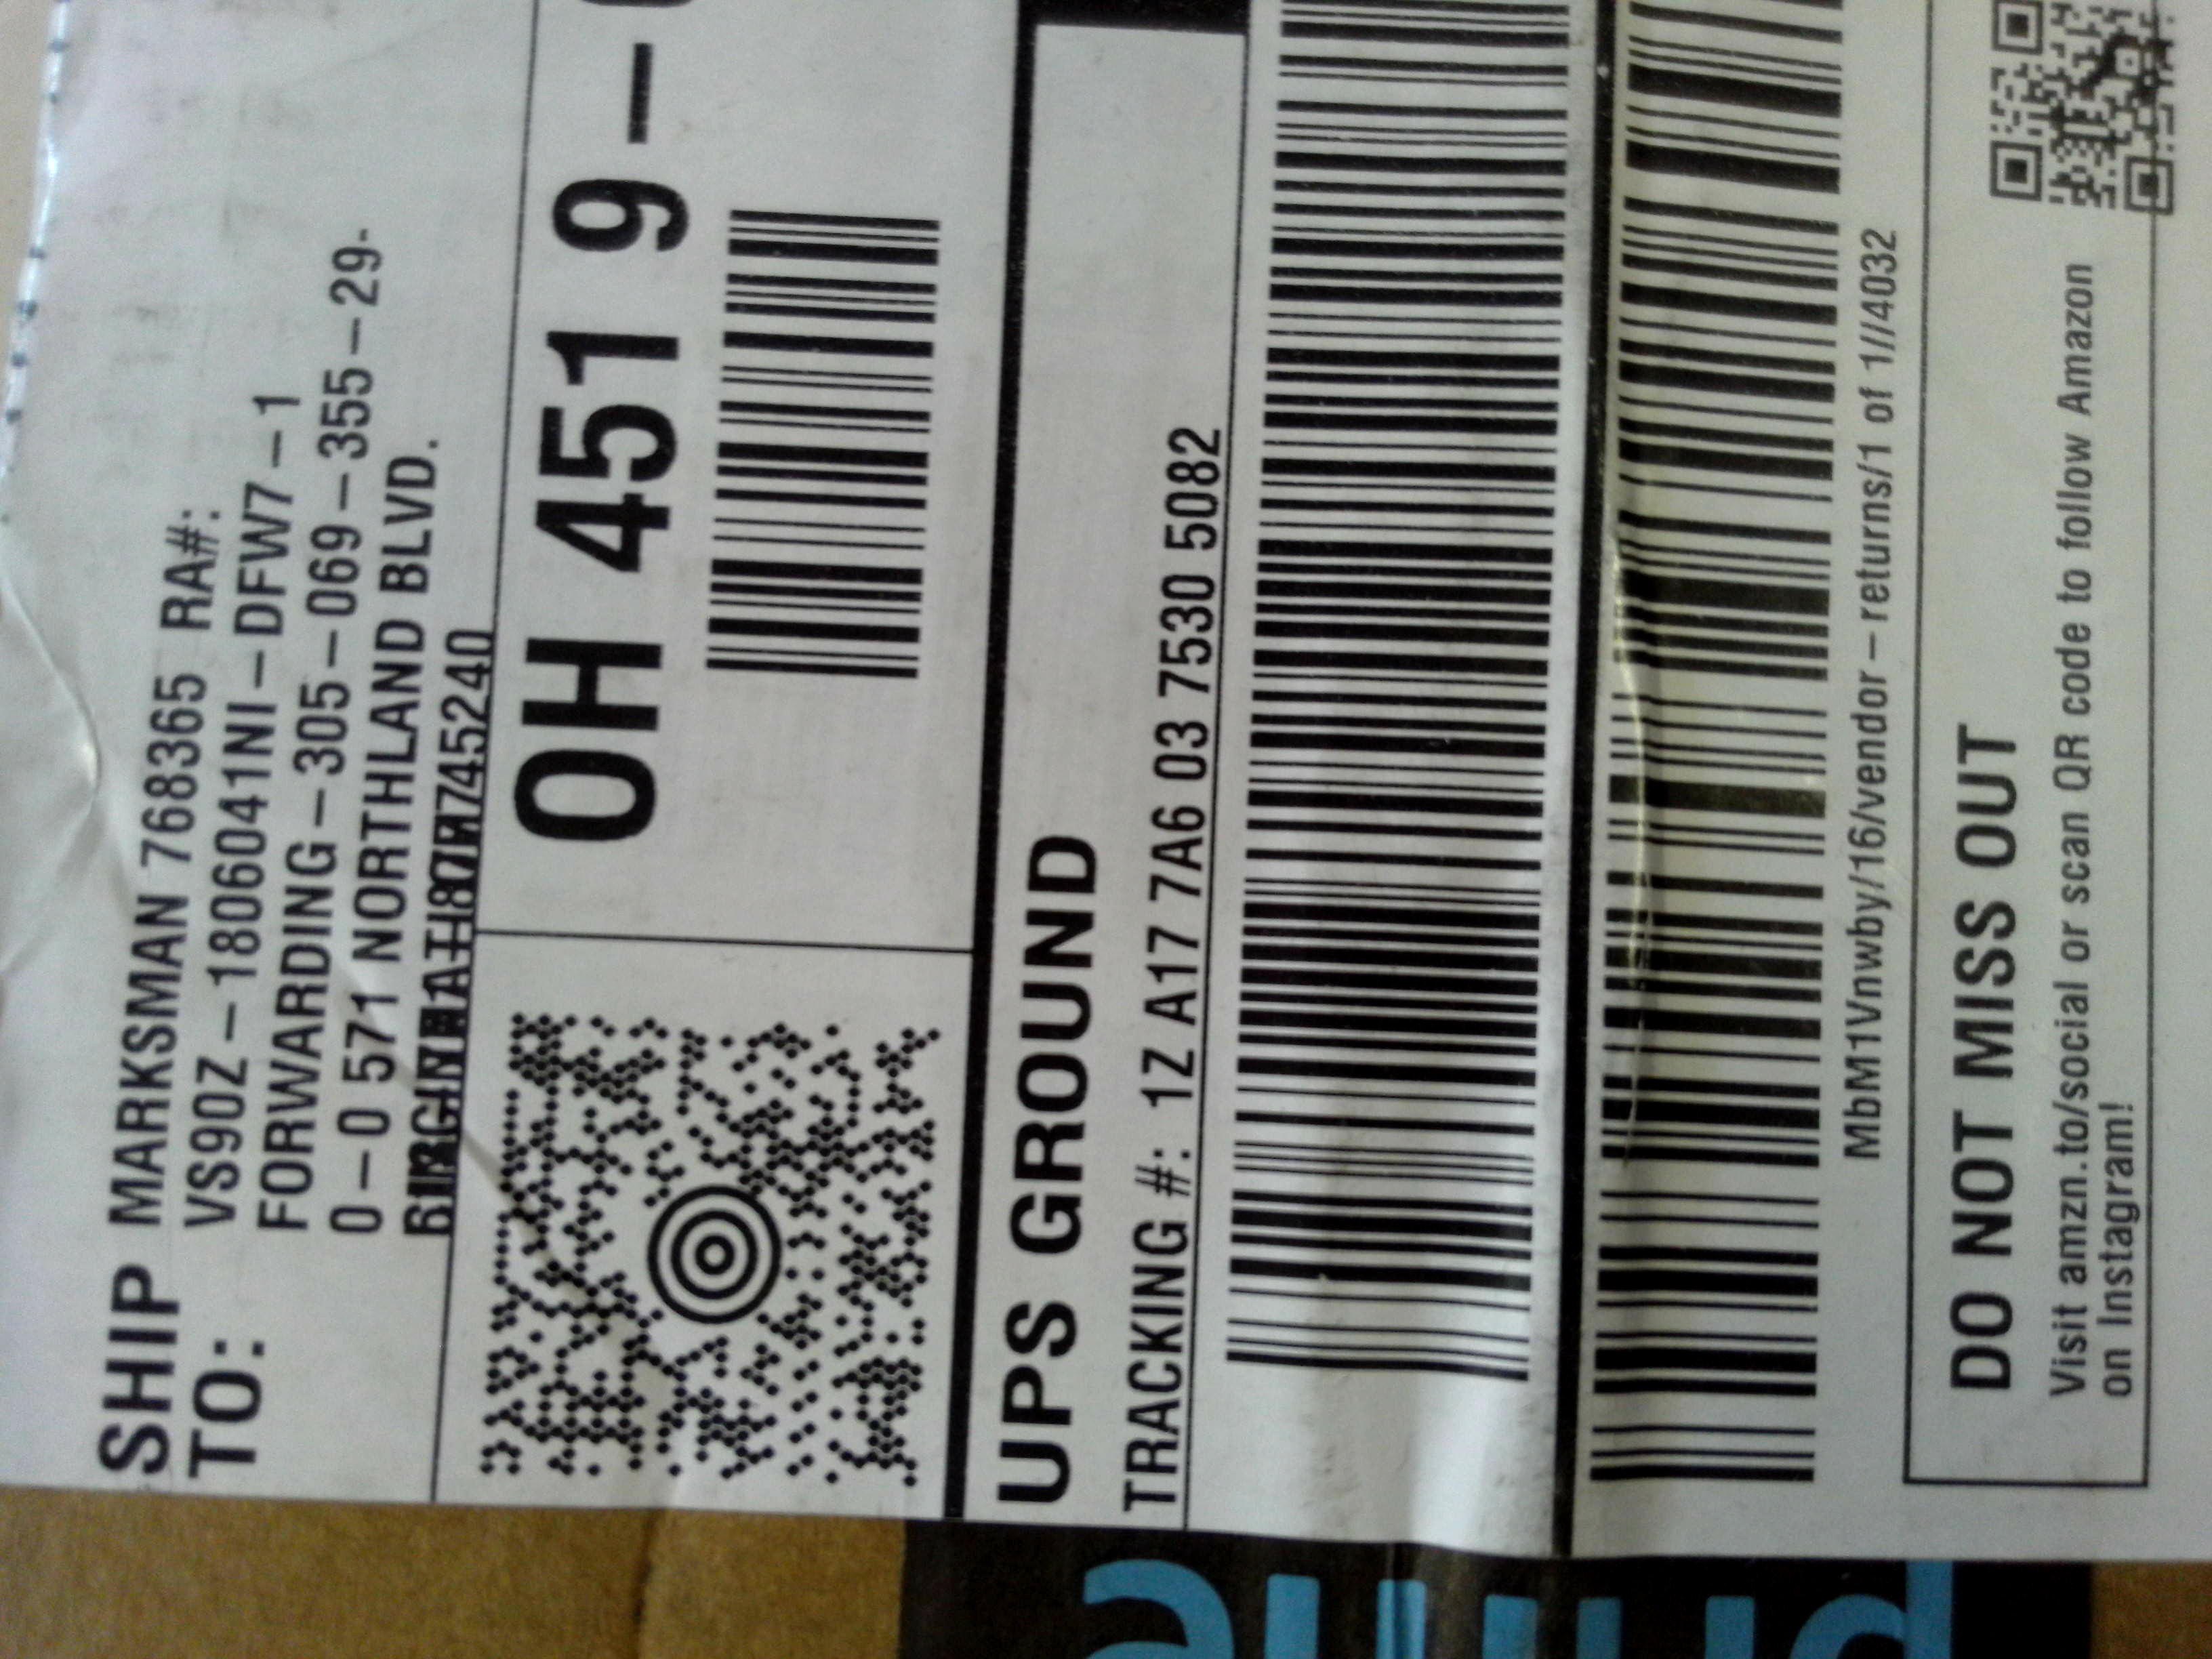 SHIP MARKSMAN 768365 RA#:
TO: VS90Z-1806041NI-DFW7-1
FORWARDING-305-069-355-29-
0-0 571 NORTHLAND BLVD.
OH 451 9-
UPS GROUND
TRACKING #: 1Z A17 7A6 03 7530 5082
MbM1Vnwby/16/vendor-returns/1 of 1//4032
DO NOT MISS OUT
Visit amzn.to/social or scan QR code to follow Amazon
on Instagram!